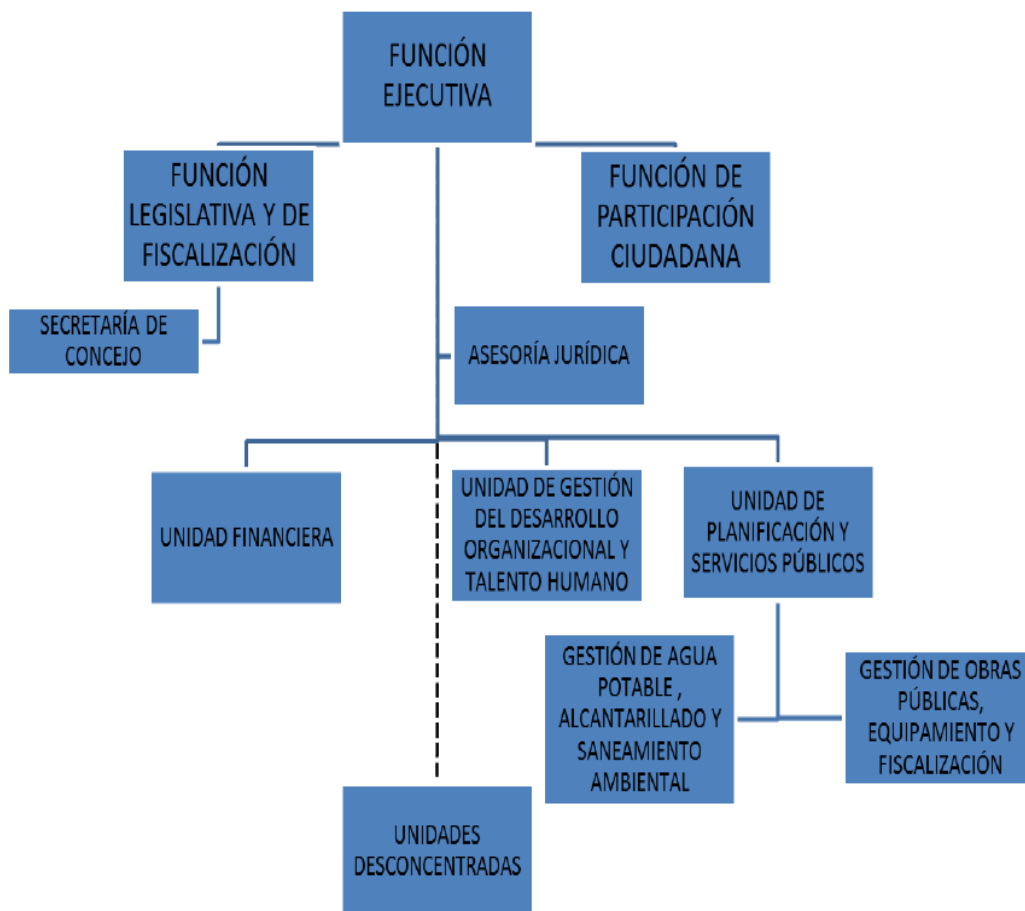 FUNCIÓN
EJECUTIVA
FUNCIÓN
LEGISLATIVA Y DE
FISCALIZACIÓN
FUNCIÓN DE
PARTICIPACIÓN
CIUDADANA
SECRETARÍA DE
CONCEJO
ASESORÍA JURÍDICA
UNIDAD FINANCIERA
UNIDAD DE GESTIÓN
DEL DESARROLLO
ORGANIZACIONAL Y
TALENTO HUMANO
UNIDAD DE
PLANIFICACIÓN Y
SERVICIOS PÚBLICOS
GESTIÓN DE AGUA
POTABLE ,
ALCANTARILLADO Y
SANEAMIENTO
AMBIENTAL
GESTIÓN DE OBRAS
PÚBLICAS,
EQUIPAMIENTO Y
FISCALIZACIÓN
UNIDADES
DESCONCENTRADAS